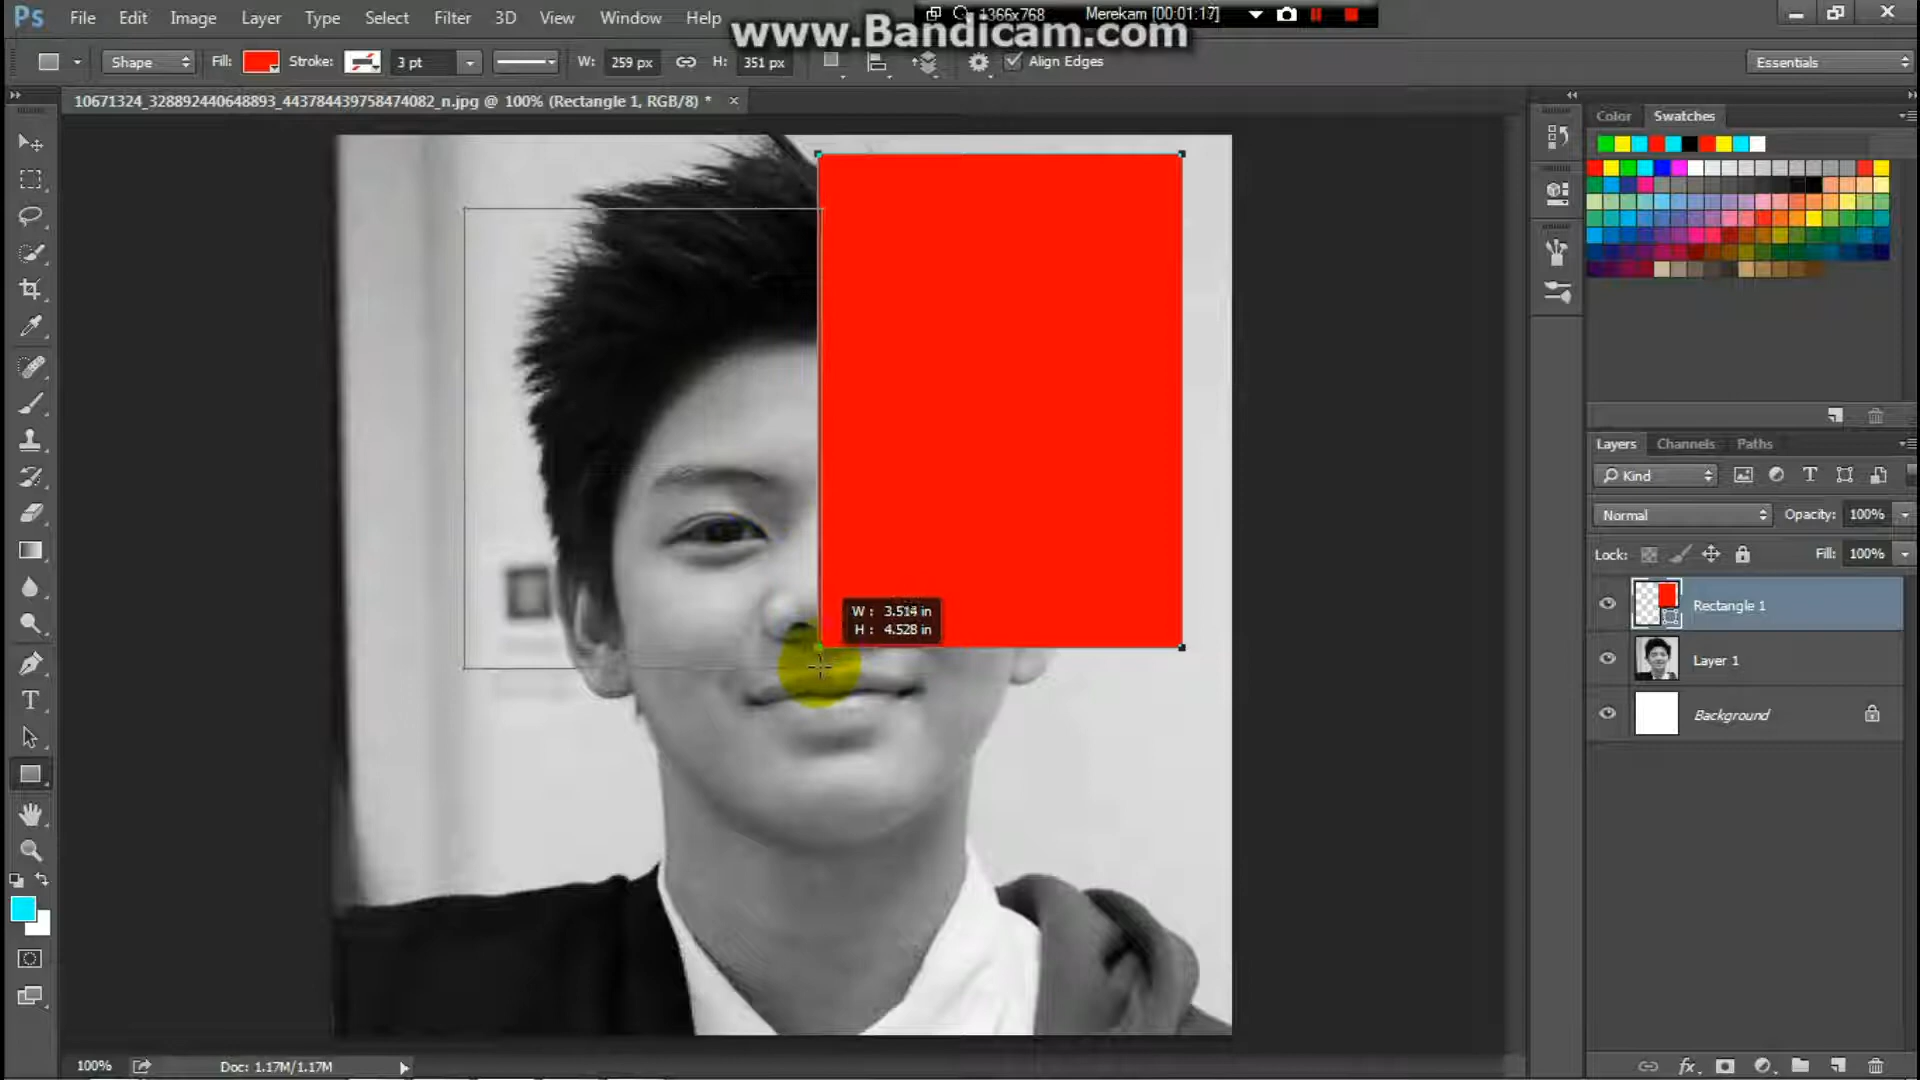 Ps File Edit Image Layer Type Select Filter 3D View Window Help
1366x768 Merekam [00:01:17]
www.Bandicam.com
Shape Fill: Stroke: 3 pt W: 259 px H: 351 px Align Edges Essentials
10671324_328892440648893_443784439758474082_n.jpg @ 100% (Rectangle 1, RGB/8) * ×
Color Swatches
Layers Channels Paths
Kind
Normal Opacity: 100%
Lock: Fill: 100%
Rectangle 1
Layer 1
Background
W : 3.514 in
H : 4.528 in
T
fx
100% Doc: 1.17M/1.17M